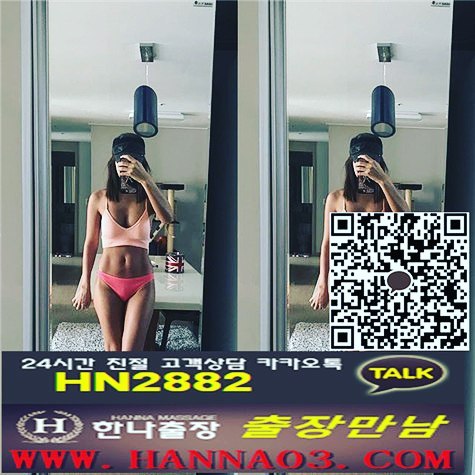 24시간 친절 고객상담 카카오톡
HN2882
TALK
H
HANNA MASSAGE
한나출장
출장만남
WWW. HANNA03. COM